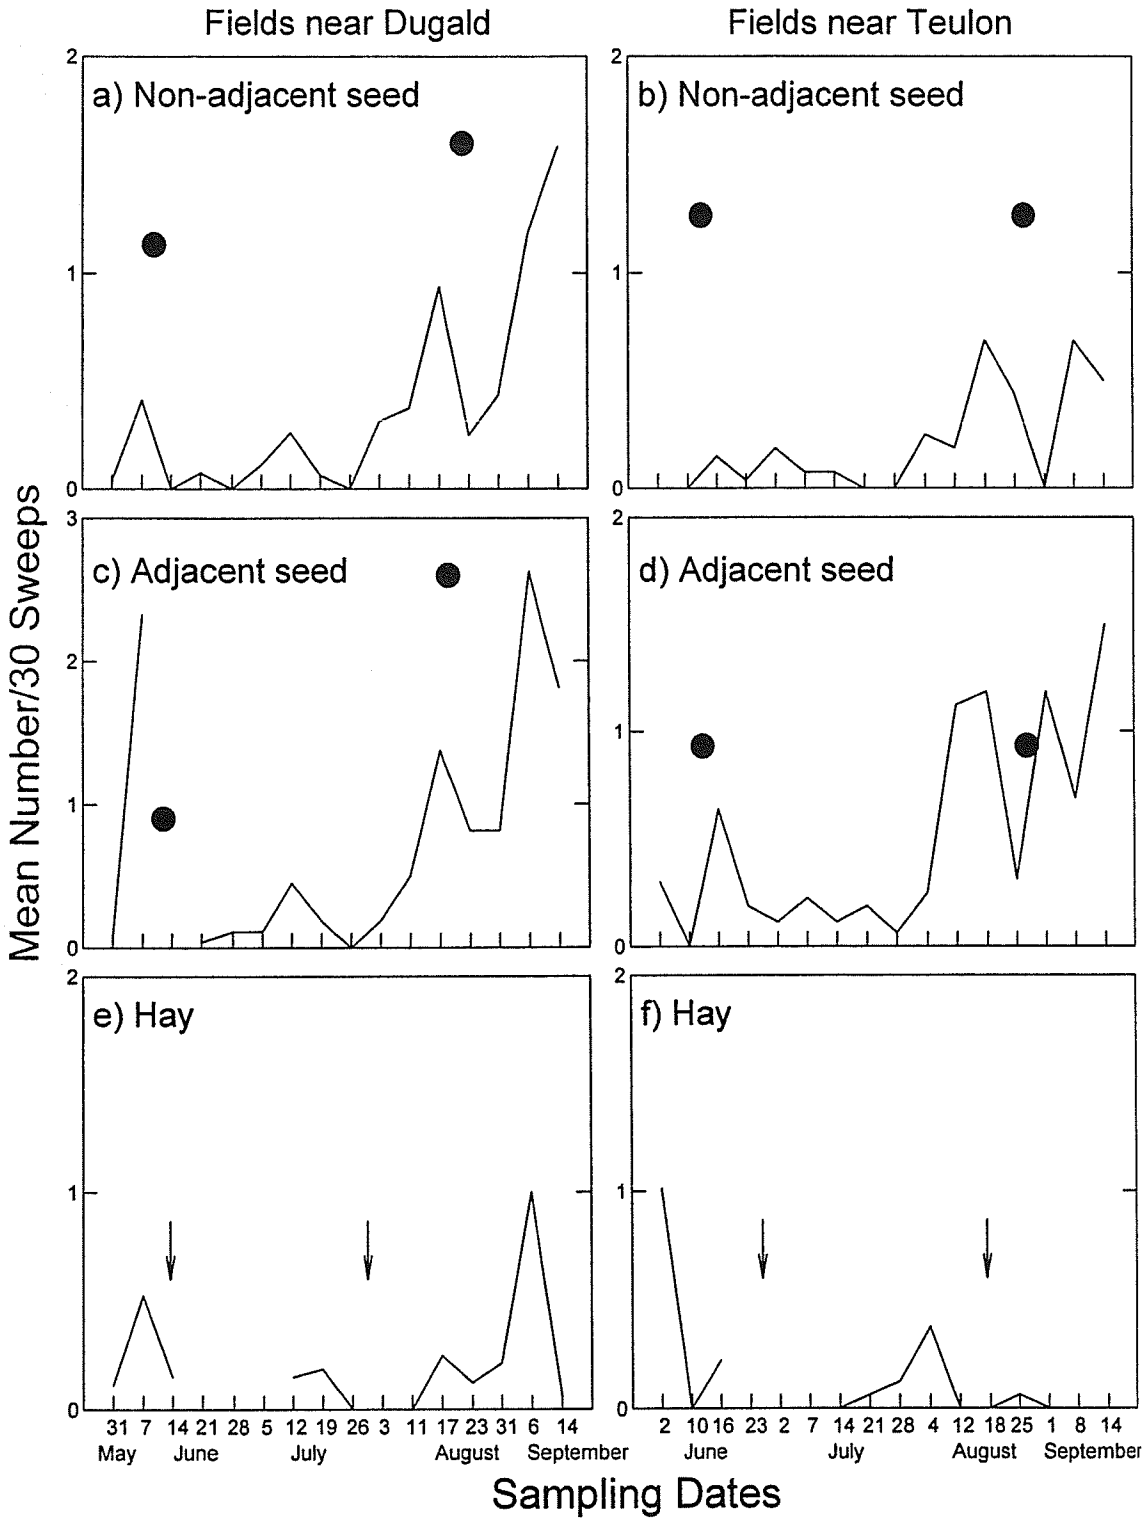 Fields near Dugald
Fields near Teulon
2
a) Non-adjacent seed
1
0
2
b) Non-adjacent seed
1
0
Mean Number/30 Sweeps
3
c) Adjacent seed
2
1
0
2
d) Adjacent seed
1
0
2
e) Hay
1
0
2
f) Hay
1
0
31 7 14 21 28 5 12 19 26 3 11 17 23 31 6 14
May June July August September
2 10 16 23 2 7 14 21 28 4 12 18 25 1 8 14
June July August September
Sampling Dates